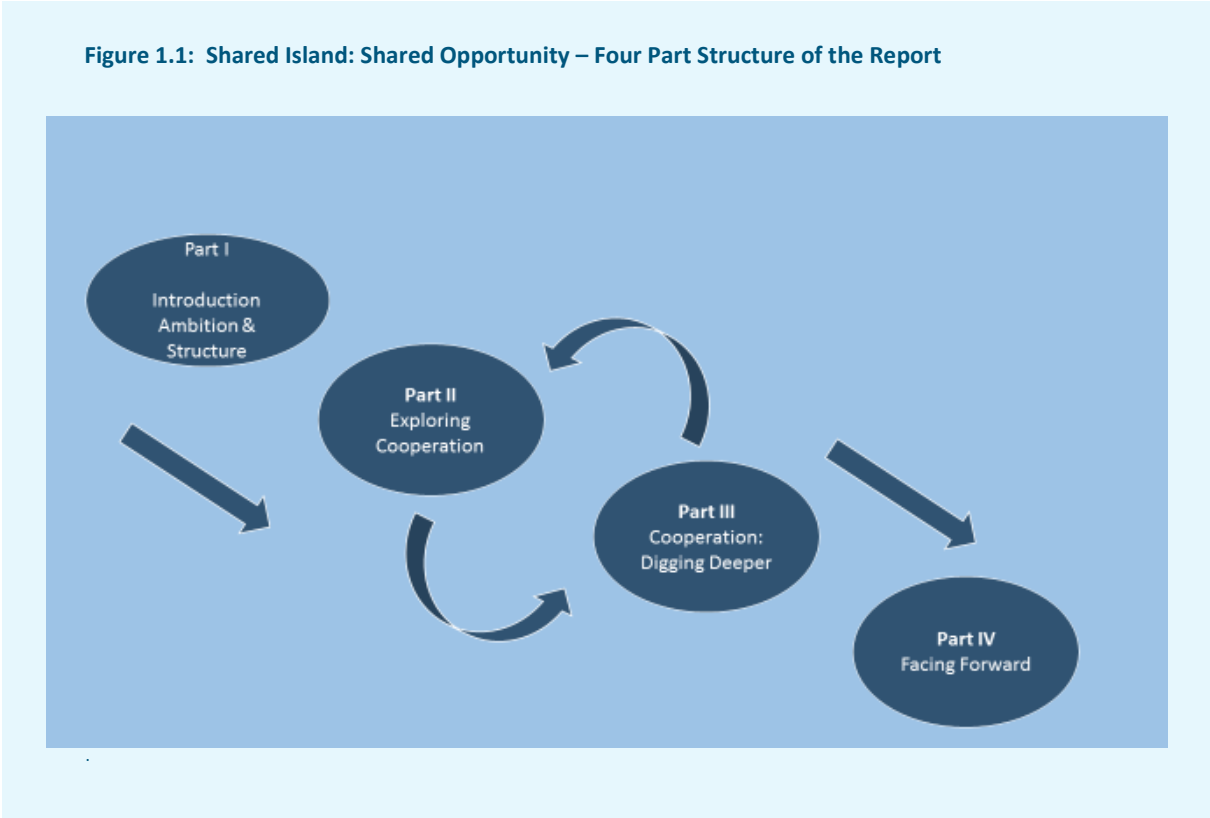 Figure 1.1:  Shared Island: Shared Opportunity – Four Part Structure of the Report
Part I
Introduction
Ambition &
Structure
Part II
Exploring
Cooperation
Part III
Cooperation:
Digging Deeper
Part IV
Facing Forward
.